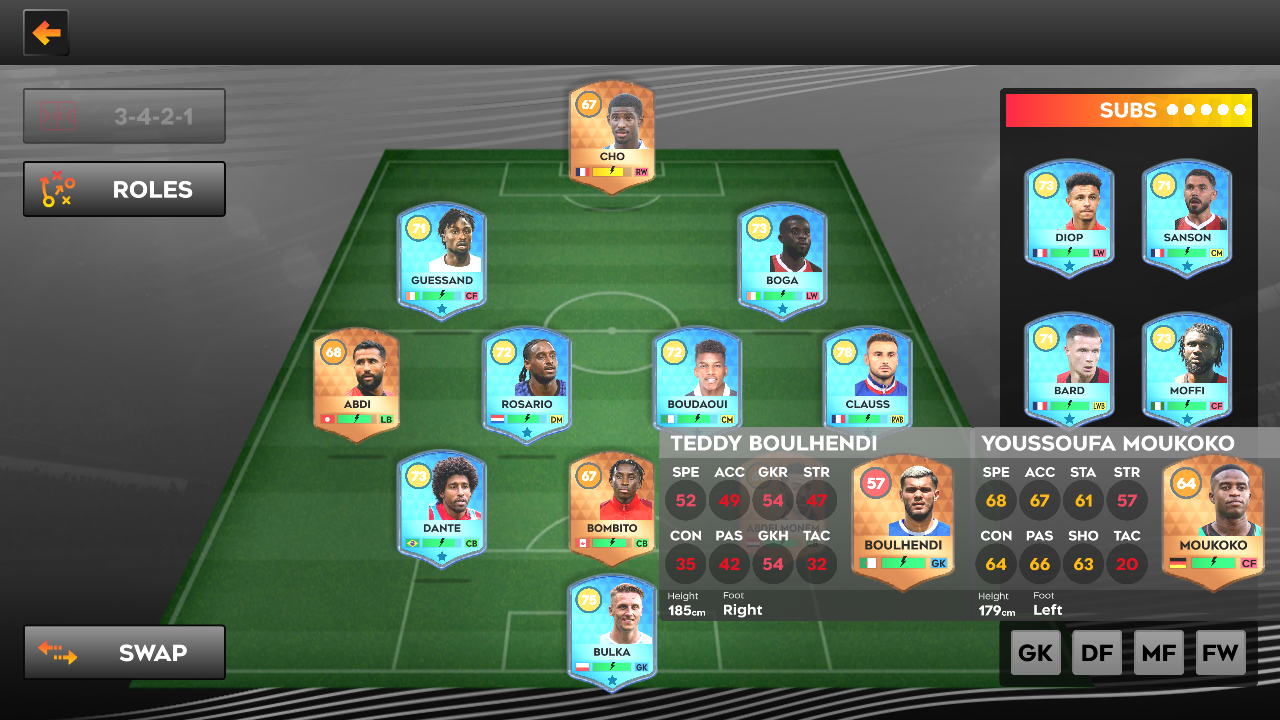 3-4-2-1
ROLES
67
CHO
RW
71
GUESSAND
CF
73
BOGA
LW
68
ABDI
LB
72
ROSARIO
DM
72
BOUDAOUI
CM
78
CLAUSS
RWB
73
DANTE
CB
67
BOMBITO
CB
ABDELMONEM
75
BULKA
GK
SWAP
SUBS
73
DIOP
LW
71
SANSON
CM
71
BARD
LWB
73
MOFFI
CF
TEDDY BOULHENDI
SPE ACC GKR STR
52 49 54 47
CON PAS GKH TAC
35 42 54 32
Height Foot
185cm Right
57
BOULHENDI
GK
YOUSSOUFA MOUKOKO
SPE ACC STA STR
68 67 61 57
CON PAS SHO TAC
64 66 63 20
Height Foot
179cm Left
64
MOUKOKO
CF
GK DF MF FW